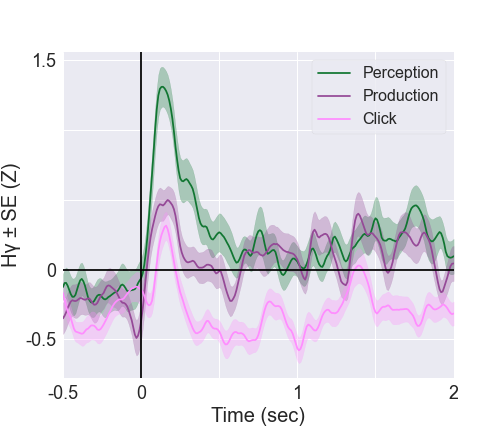 1.5
Perception
Production
Click
Hγ ± SE (Z)
0
-0.5
-0.5 0 1 2
Time (sec)